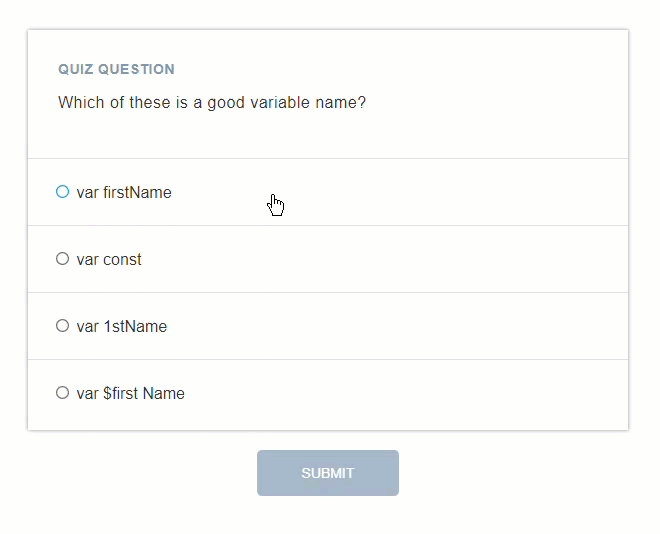 QUIZ QUESTION
Which of these is a good variable name?
var firstName
var const
var 1stName
var $first Name
SUBMIT